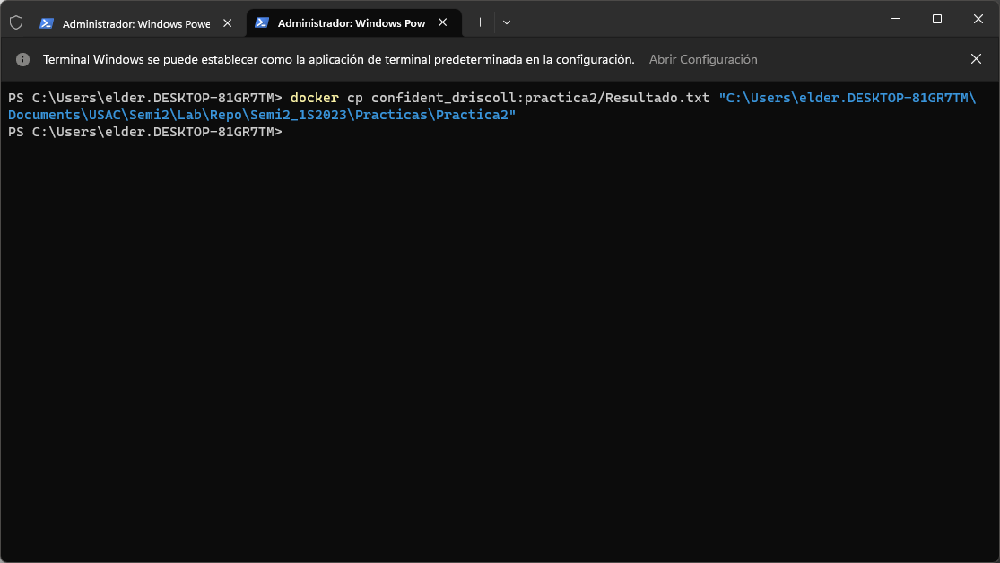 Administrador: Windows Powe
Administrador: Windows Pow
Terminal Windows se puede establecer como la aplicación de terminal predeterminada en la configuración. Abrir Configuración
PS C:\Users\elder.DESKTOP-81GR7TM> docker cp confident_driscoll:practica2/Resultado.txt "C:\Users\elder.DESKTOP-81GR7TM\
Documents\USAC\Semi2\Lab\Repo\Semi2_1S2023\Practicas\Practica2"
PS C:\Users\elder.DESKTOP-81GR7TM>